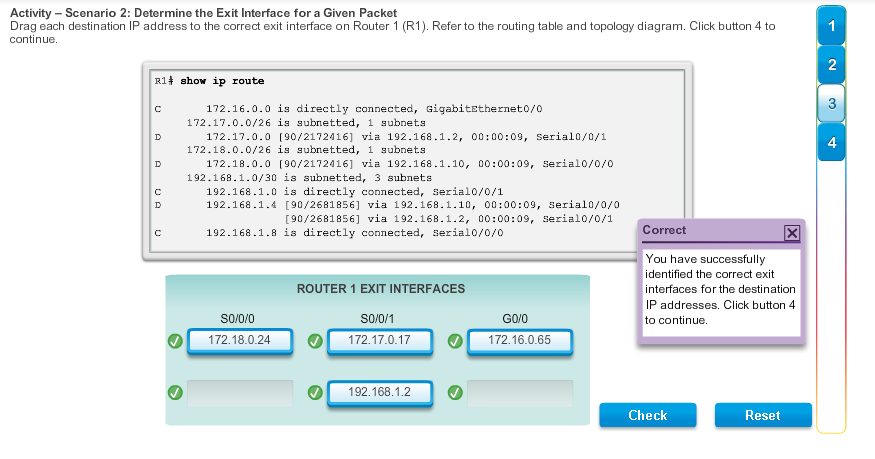 Activity – Scenario 2: Determine the Exit Interface for a Given Packet
Drag each destination IP address to the correct exit interface on Router 1 (R1). Refer to the routing table and topology diagram. Click button 4 to
continue.
1
2
3
4
R1# show ip route
C 172.16.0.0 is directly connected, GigabitEthernet0/0
172.17.0.0/26 is subnetted, 1 subnets
D 172.17.0.0 [90/2172416] via 192.168.1.2, 00:00:09, Serial0/0/1
172.18.0.0/26 is subnetted, 1 subnets
D 172.18.0.0 [90/2172416] via 192.168.1.10, 00:00:09, Serial0/0/0
192.168.1.0/30 is subnetted, 3 subnets
C 192.168.1.0 is directly connected, Serial0/0/1
D 192.168.1.4 [90/2681856] via 192.168.1.10, 00:00:09, Serial0/0/0
[90/2681856] via 192.168.1.2, 00:00:09, Serial0/0/1
C 192.168.1.8 is directly connected, Serial0/0/0
Correct
You have successfully
identified the correct exit
interfaces for the destination
IP addresses. Click button 4
to continue.
ROUTER 1 EXIT INTERFACES
S0/0/0 S0/0/1 G0/0
172.18.0.24 172.17.0.17 172.16.0.65
192.168.1.2
Check Reset